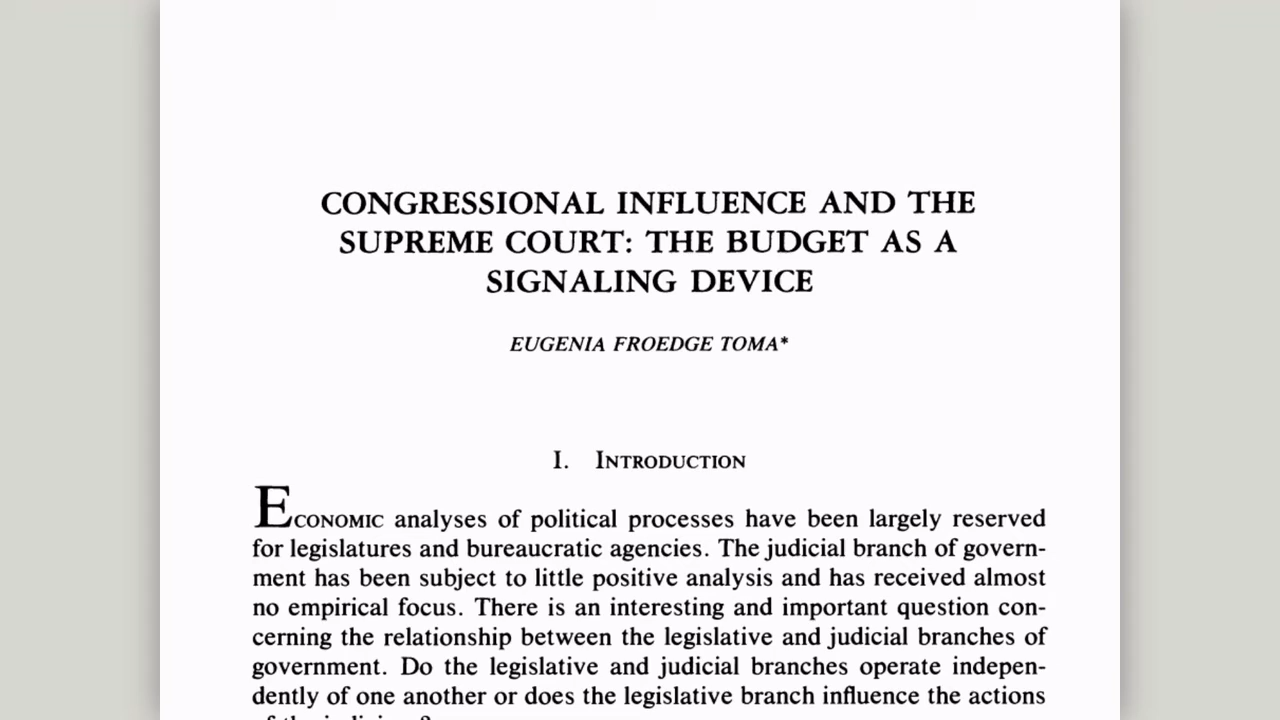 CONGRESSIONAL INFLUENCE AND THE
SUPREME COURT: THE BUDGET AS A
SIGNALING DEVICE
EUGENIA FROEDGE TOMA*
I. INTRODUCTION
ECONOMIC analyses of political processes have been largely reserved
for legislatures and bureaucratic agencies. The judicial branch of govern-
ment has been subject to little positive analysis and has received almost
no empirical focus. There is an interesting and important question con-
cerning the relationship between the legislative and judicial branches of
government. Do the legislative and judicial branches operate indepen-
dently of one another or does the legislative branch influence the actions